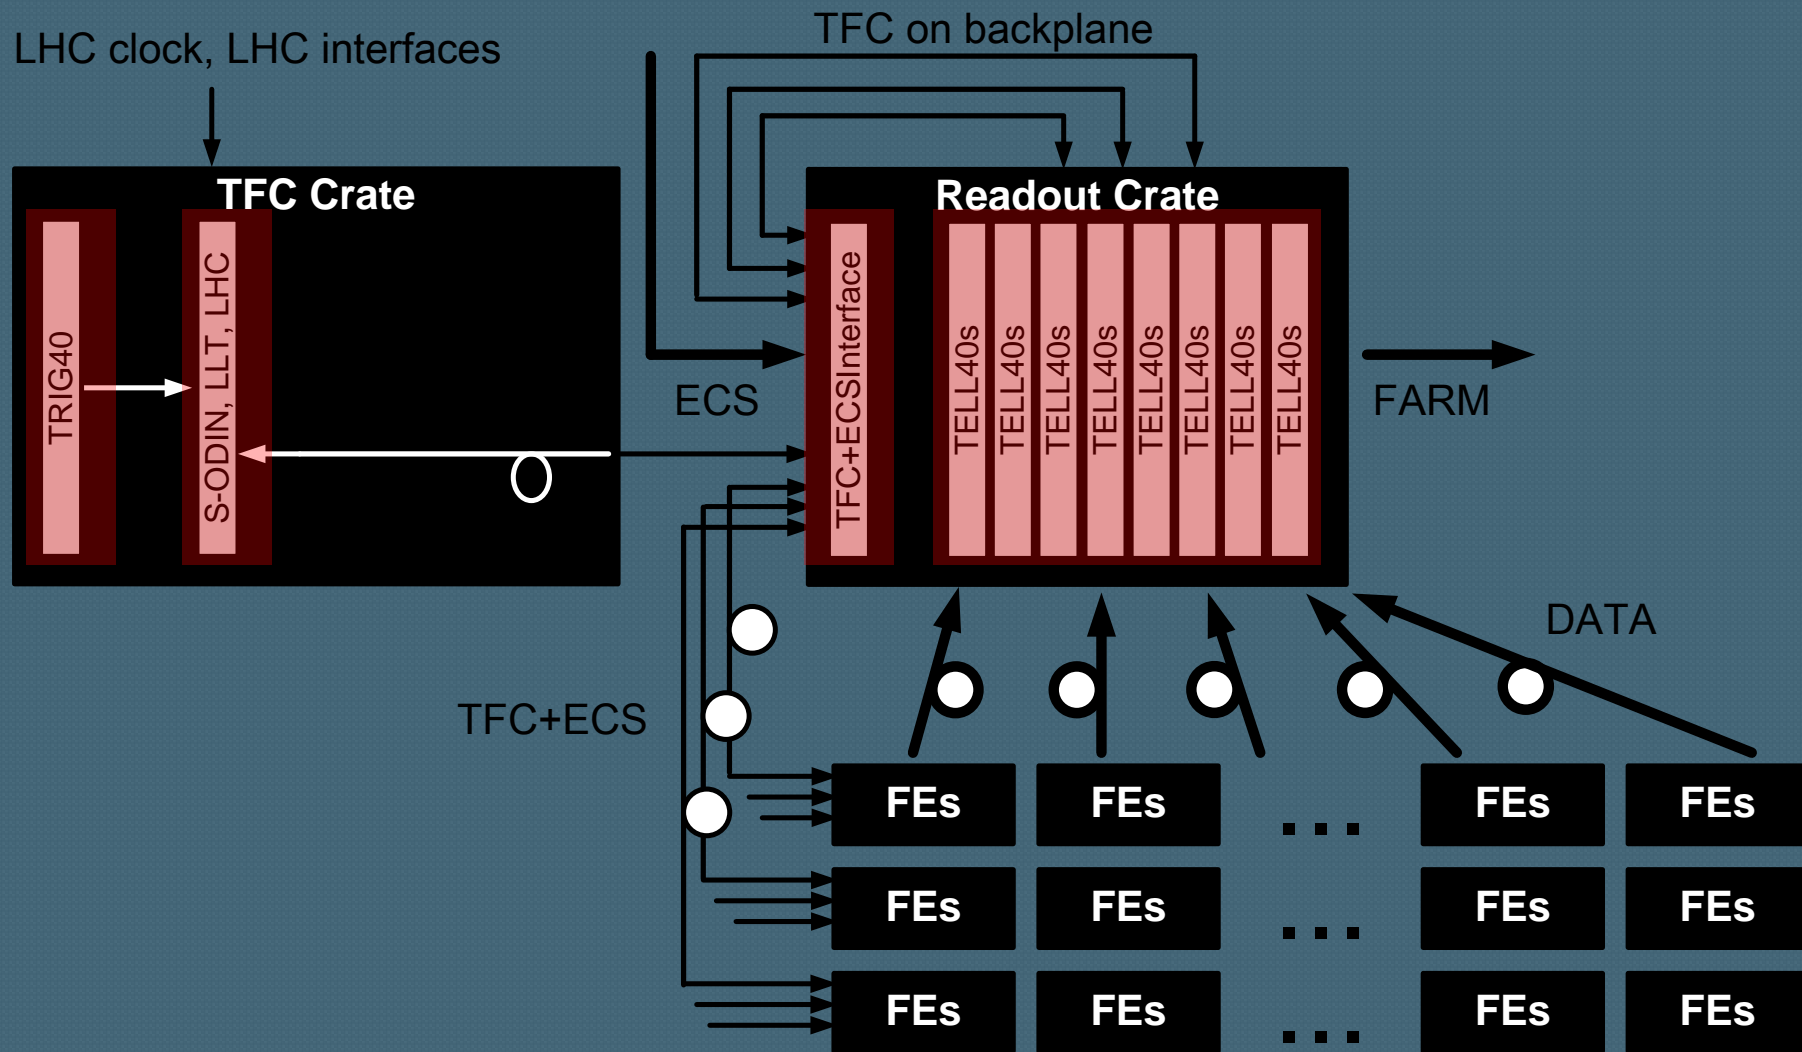 TFC on backplane
LHC clock, LHC interfaces
TFC Crate
Readout Crate
TRIG40
S-ODIN, LLT, LHC
TFC+ECSInterface
TELL40s
TELL40s
TELL40s
TELL40s
TELL40s
TELL40s
TELL40s
TELL40s
ECS
FARM
DATA
TFC+ECS
FEs FEs ... FEs FEs
FEs FEs ... FEs FEs
FEs FEs ... FEs FEs